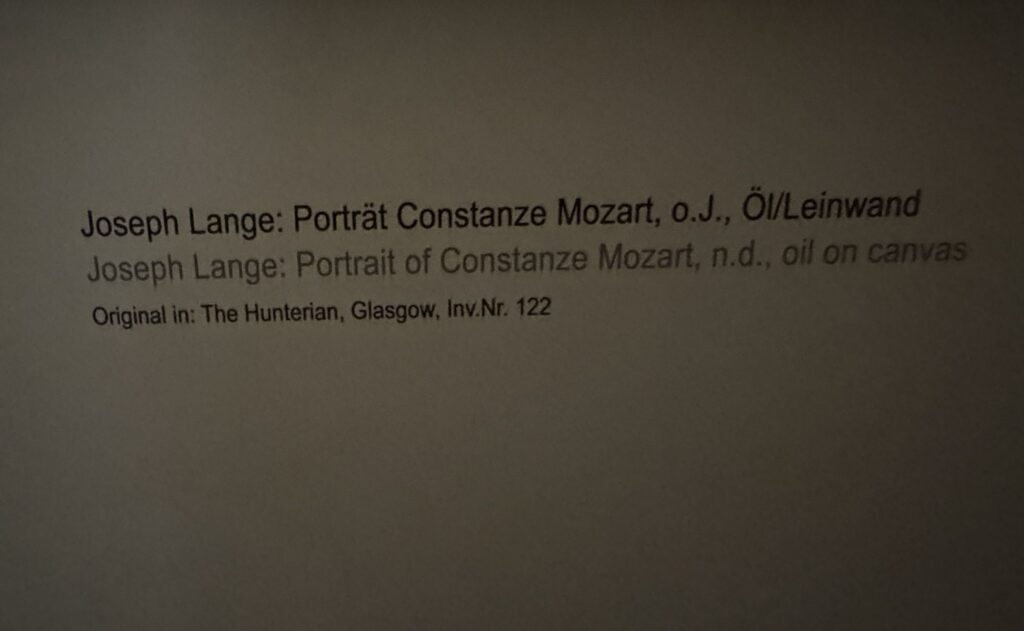 Joseph Lange: Porträt Constanze Mozart, o.J., Öl/Leinwand
Joseph Lange: Portrait of Constanze Mozart, n.d., oil on canvas
Original in: The Hunterian, Glasgow, Inv.Nr. 122